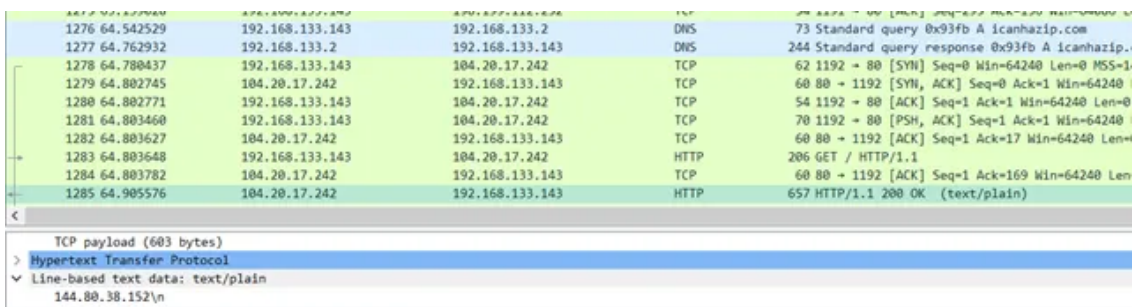 1276 64.542529 192.168.133.143 192.168.133.2 DNS 73 Standard query 0x93fb A icanhazip.com
1277 64.762932 192.168.133.2 192.168.133.143 DNS 244 Standard query response 0x93fb A icanhazip.
1278 64.780437 192.168.133.143 104.20.17.242 TCP 62 1192 → 80 [SYN] Seq=0 Win=64240 Len=0 MSS=1
1279 64.802745 104.20.17.242 192.168.133.143 TCP 60 80 → 1192 [SYN, ACK] Seq=0 Ack=1 Win=64240
1280 64.802771 192.168.133.143 104.20.17.242 TCP 54 1192 → 80 [ACK] Seq=1 Ack=1 Win=64240 Len=0
1281 64.803460 192.168.133.143 104.20.17.242 TCP 70 1192 → 80 [PSH, ACK] Seq=1 Ack=1 Win=64240
1282 64.803627 104.20.17.242 192.168.133.143 TCP 60 80 → 1192 [ACK] Seq=1 Ack=17 Win=64240 Len=
1283 64.803648 192.168.133.143 104.20.17.242 HTTP 206 GET / HTTP/1.1
1284 64.803782 104.20.17.242 192.168.133.143 TCP 60 80 → 1192 [ACK] Seq=1 Ack=169 Win=64240 Len
1285 64.905576 104.20.17.242 192.168.133.143 HTTP 657 HTTP/1.1 200 OK (text/plain)
TCP payload (603 bytes)
Hypertext Transfer Protocol
Line-based text data: text/plain
144.80.38.152\n